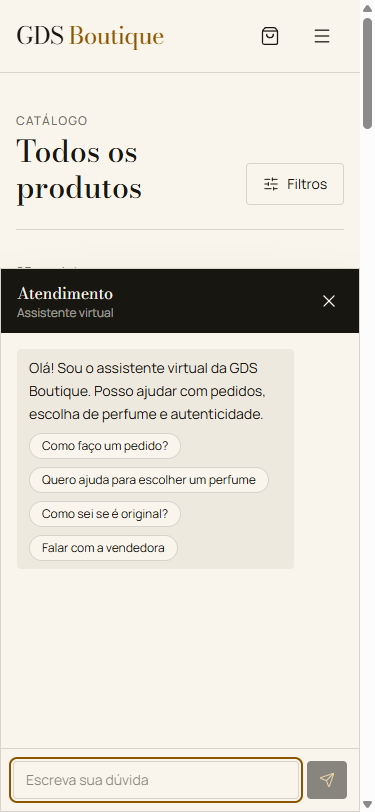 GDS Boutique
CATÁLOGO
Todos os
produtos
Filtros
Atendimento
Assistente virtual
Olá! Sou o assistente virtual da GDS
Boutique. Posso ajudar com pedidos,
escolha de perfume e autenticidade.
Como faço um pedido?
Quero ajuda para escolher um perfume
Como sei se é original?
Falar com a vendedora
Escreva sua dúvida